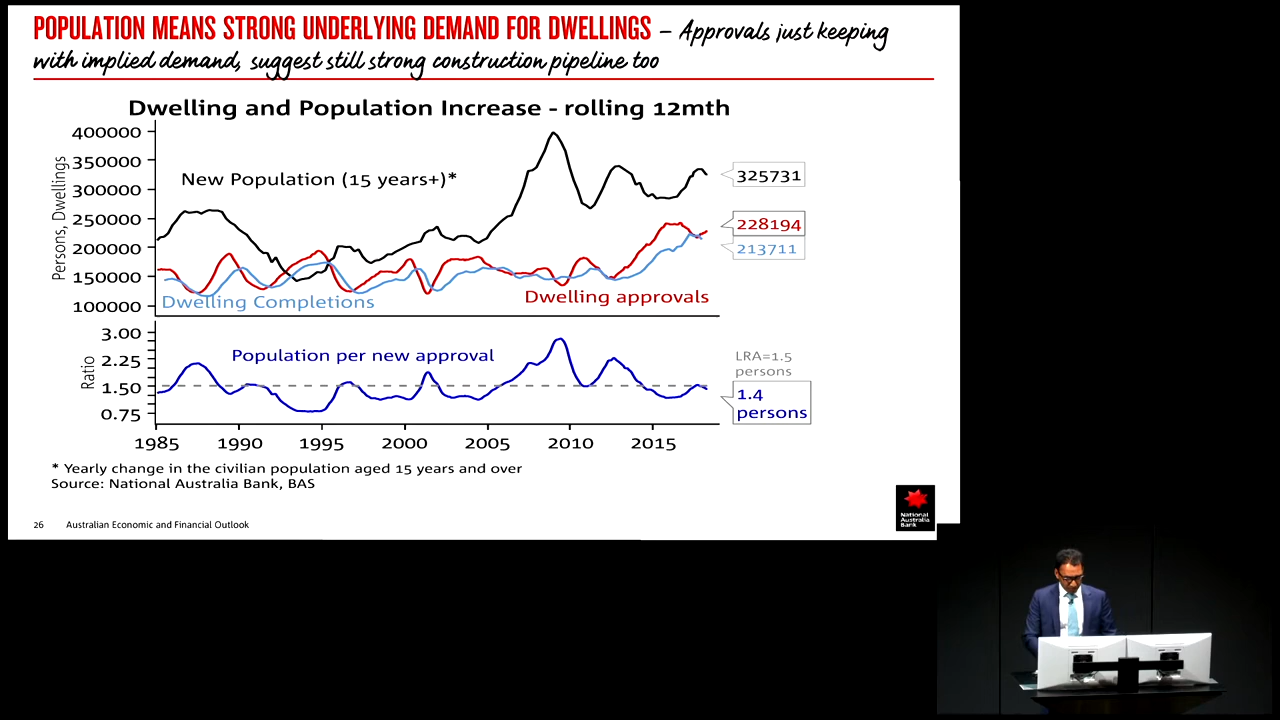 POPULATION MEANS STRONG UNDERLYING DEMAND FOR DWELLINGS – Approvals just keeping
with implied demand, suggest still strong construction pipeline too
Dwelling and Population Increase - rolling 12mth
Persons, Dwellings
400000
350000
300000
250000
200000
150000
100000
New Population (15 years+)*
325731
228194
213711
Dwelling Completions
Dwelling approvals
Ratio
3.00
2.25
1.50
0.75
Population per new approval
LRA=1.5
persons
1.4
persons
1985 1990 1995 2000 2005 2010 2015
* Yearly change in the civilian population aged 15 years and over
Source: National Australia Bank, BAS
26 Australian Economic and Financial Outlook
National
Australia
Bank